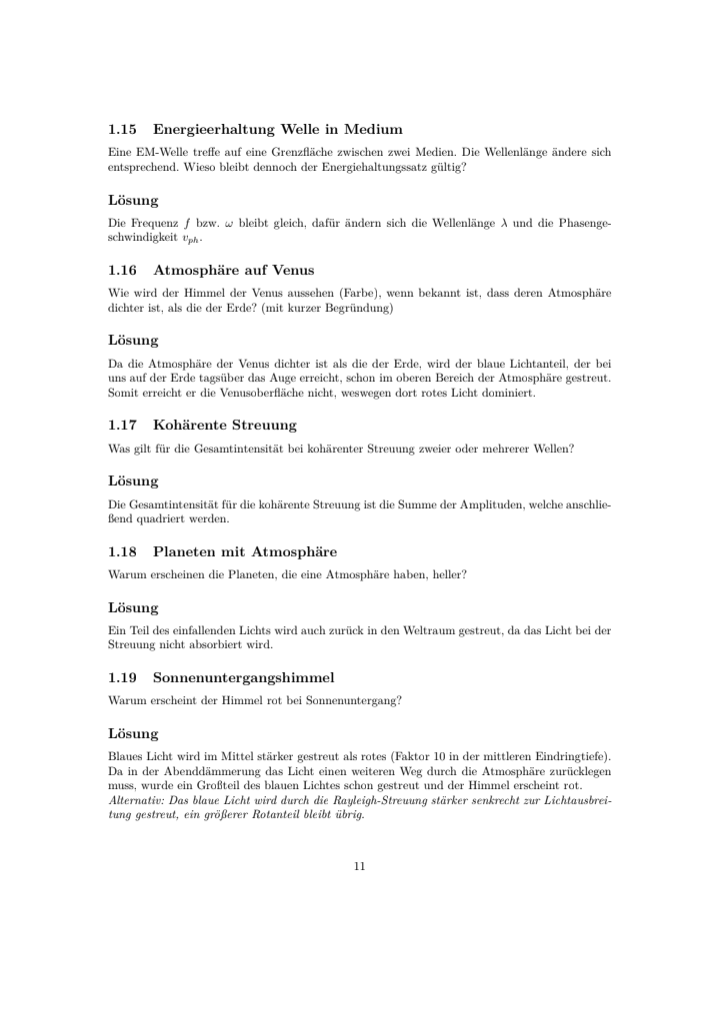 1.15 Energieerhaltung Welle in Medium
Eine EM-Welle treffe auf eine Grenzfläche zwischen zwei Medien. Die Wellenlänge ändere sich
entsprechend. Wieso bleibt dennoch der Energiehaltungssatz gültig?
Lösung
Die Frequenz f bzw. ω bleibt gleich, dafür ändern sich die Wellenlänge λ und die Phasenge-
schwindigkeit vₚₕ.
1.16 Atmosphäre auf Venus
Wie wird der Himmel der Venus aussehen (Farbe), wenn bekannt ist, dass deren Atmosphäre
dichter ist, als die der Erde? (mit kurzer Begründung)
Lösung
Da die Atmosphäre der Venus dichter ist als die der Erde, wird der blaue Lichtanteil, der bei
uns auf der Erde tagsüber das Auge erreicht, schon im oberen Bereich der Atmosphäre gestreut.
Somit erreicht er die Venusoberfläche nicht, weswegen dort rotes Licht dominiert.
1.17 Kohärente Streuung
Was gilt für die Gesamtintensität bei kohärenter Streuung zweier oder mehrerer Wellen?
Lösung
Die Gesamtintensität für die kohärente Streuung ist die Summe der Amplituden, welche anschlie-
ßend quadriert werden.
1.18 Planeten mit Atmosphäre
Warum erscheinen die Planeten, die eine Atmosphäre haben, heller?
Lösung
Ein Teil des einfallenden Lichts wird auch zurück in den Weltraum gestreut, da das Licht bei der
Streuung nicht absorbiert wird.
1.19 Sonnenuntergangshimmel
Warum erscheint der Himmel rot bei Sonnenuntergang?
Lösung
Blaues Licht wird im Mittel stärker gestreut als rotes (Faktor 10 in der mittleren Eindringtiefe).
Da in der Abenddämmerung das Licht einen weiteren Weg durch die Atmosphäre zurücklegen
muss, wurde ein Großteil des blauen Lichtes schon gestreut und der Himmel erscheint rot.
Alternativ: Das blaue Licht wird durch die Rayleigh-Streuung stärker senkrecht zur Lichtausbrei-
tung gestreut, ein größerer Rotanteil bleibt übrig.
11